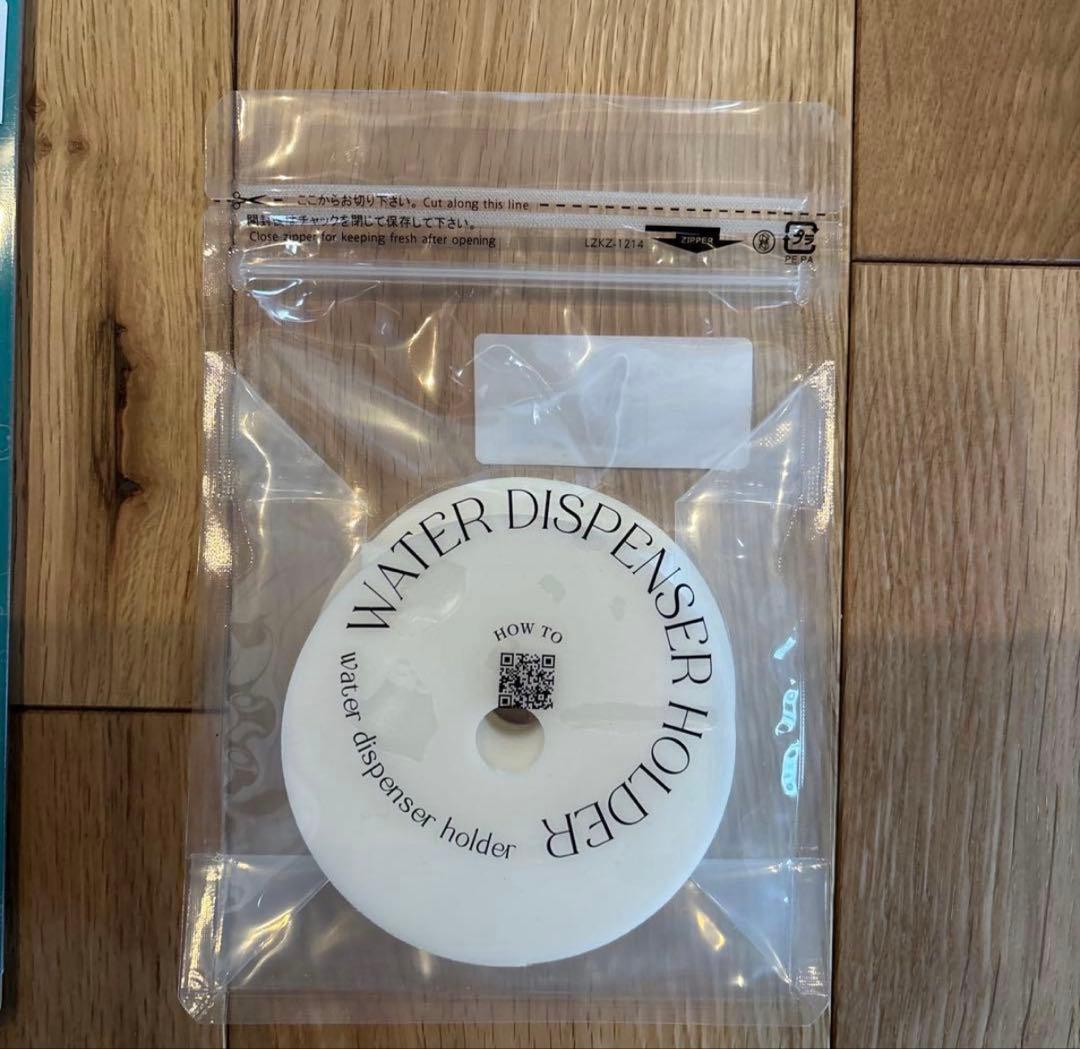 ここからお切り下さい。Cut along this line
開封後はチャックを閉じて保存して下さい。
Close zipper for keeping fresh after opening
LZKZ-1214
ZIPPER
プラ
PE.PA
WATER DISPENSER HOLDER
HOW TO
water dispenser holder